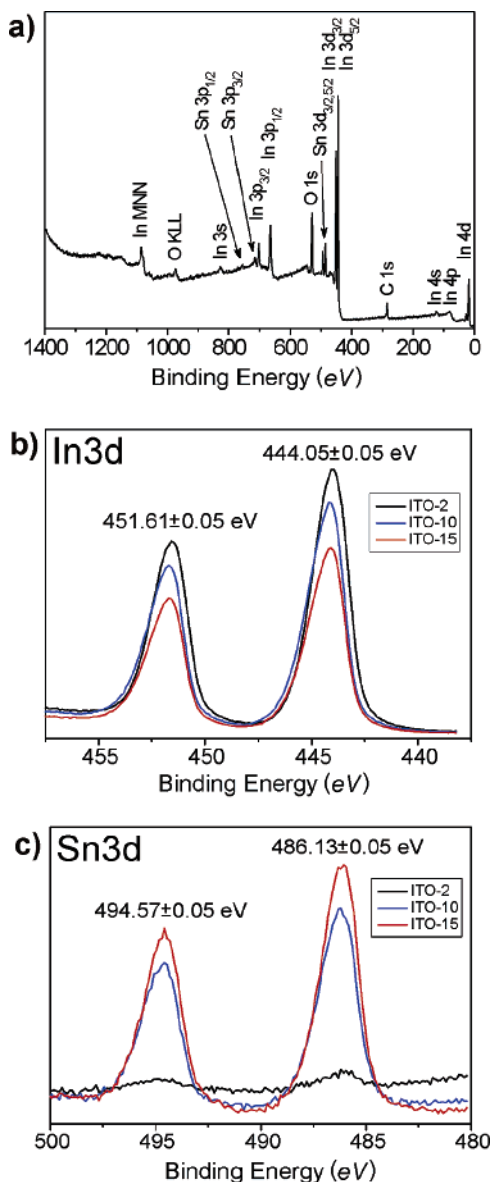 a)
In MNN
O KLL
In 3s
Sn 3p1/2
Sn 3p3/2
In 3p3/2
In 3p1/2
O 1s
Sn 3d3/2,5/2
In 3d3/2
In 3d5/2
C 1s
In 4s
In 4p
In 4d
1400 1200 1000 800 600 400 200 0
Binding Energy (eV)
b) In3d
444.05±0.05 eV
451.61±0.05 eV
ITO-2
ITO-10
ITO-15
455 450 445 440
Binding Energy (eV)
c) Sn3d
486.13±0.05 eV
494.57±0.05 eV
ITO-2
ITO-10
ITO-15
500 495 490 485 480
Binding Energy (eV)